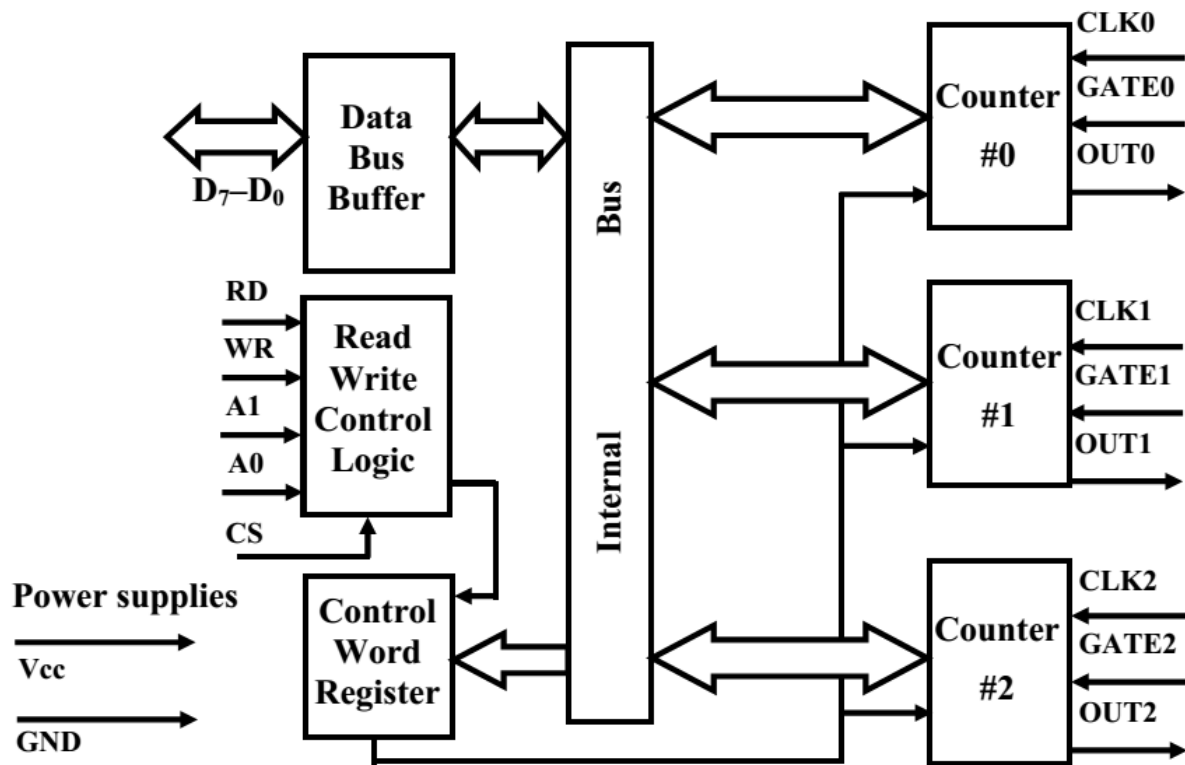 Data
Bus
Buffer
D₇–D₀
RD
WR
A1
A0
CS
Read
Write
Control
Logic
Control
Word
Register
Power supplies
Vcc
GND
Bus
Internal
Counter
#0
CLK0
GATE0
OUT0
Counter
#1
CLK1
GATE1
OUT1
Counter
#2
CLK2
GATE2
OUT2